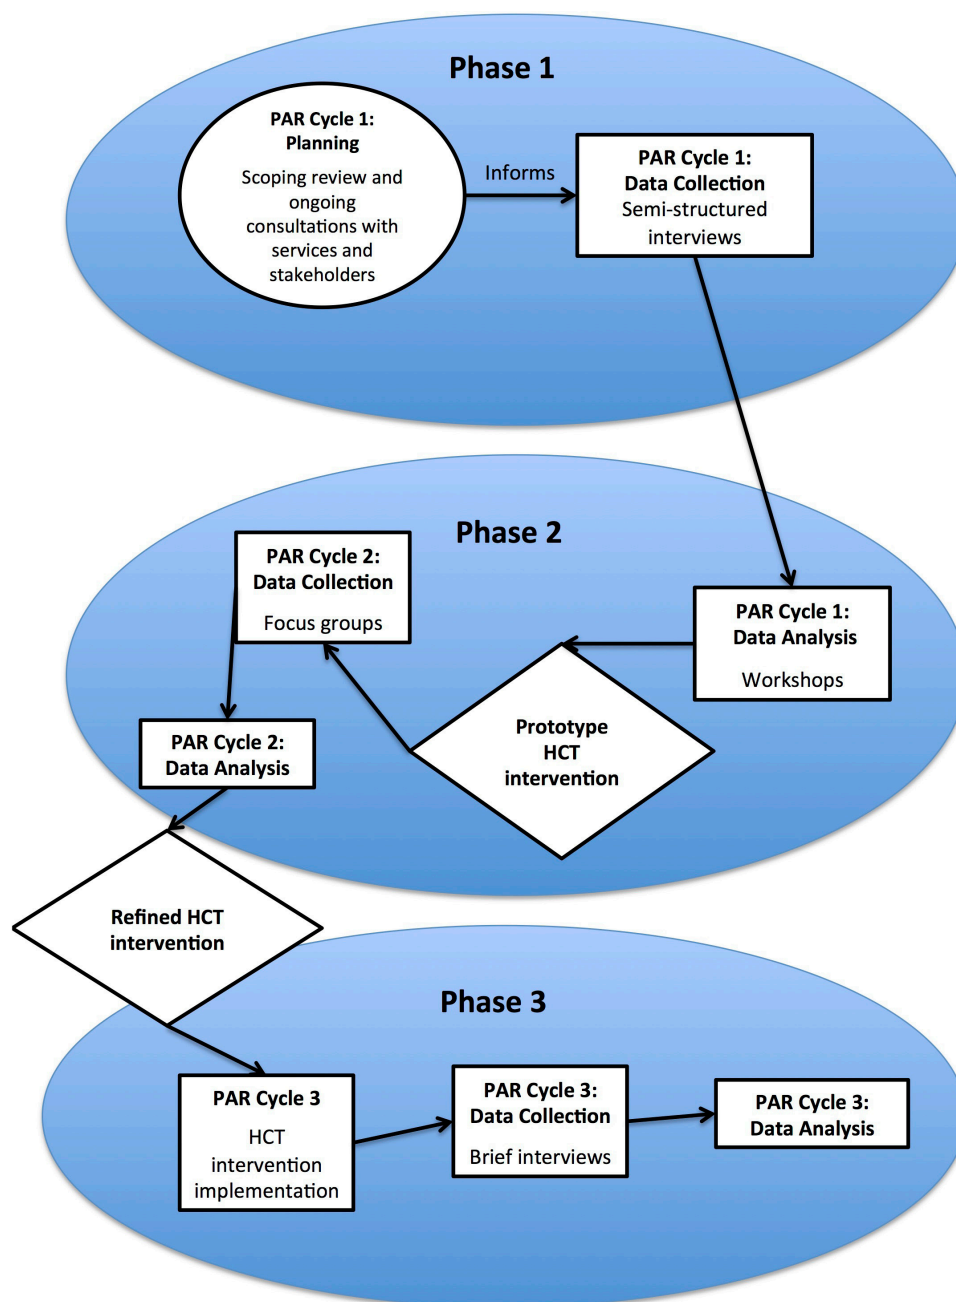 Phase 1
PAR Cycle 1:
Planning
Scoping review and
ongoing
consultations with
services and
stakeholders
Informs
PAR Cycle 1:
Data Collection
Semi-structured
interviews
Phase 2
PAR Cycle 2:
Data Collection
Focus groups
PAR Cycle 1:
Data Analysis
Workshops
Prototype
HCT
intervention
PAR Cycle 2:
Data Analysis
Refined HCT
intervention
Phase 3
PAR Cycle 3
HCT
intervention
implementation
PAR Cycle 3:
Data Collection
Brief interviews
PAR Cycle 3:
Data Analysis